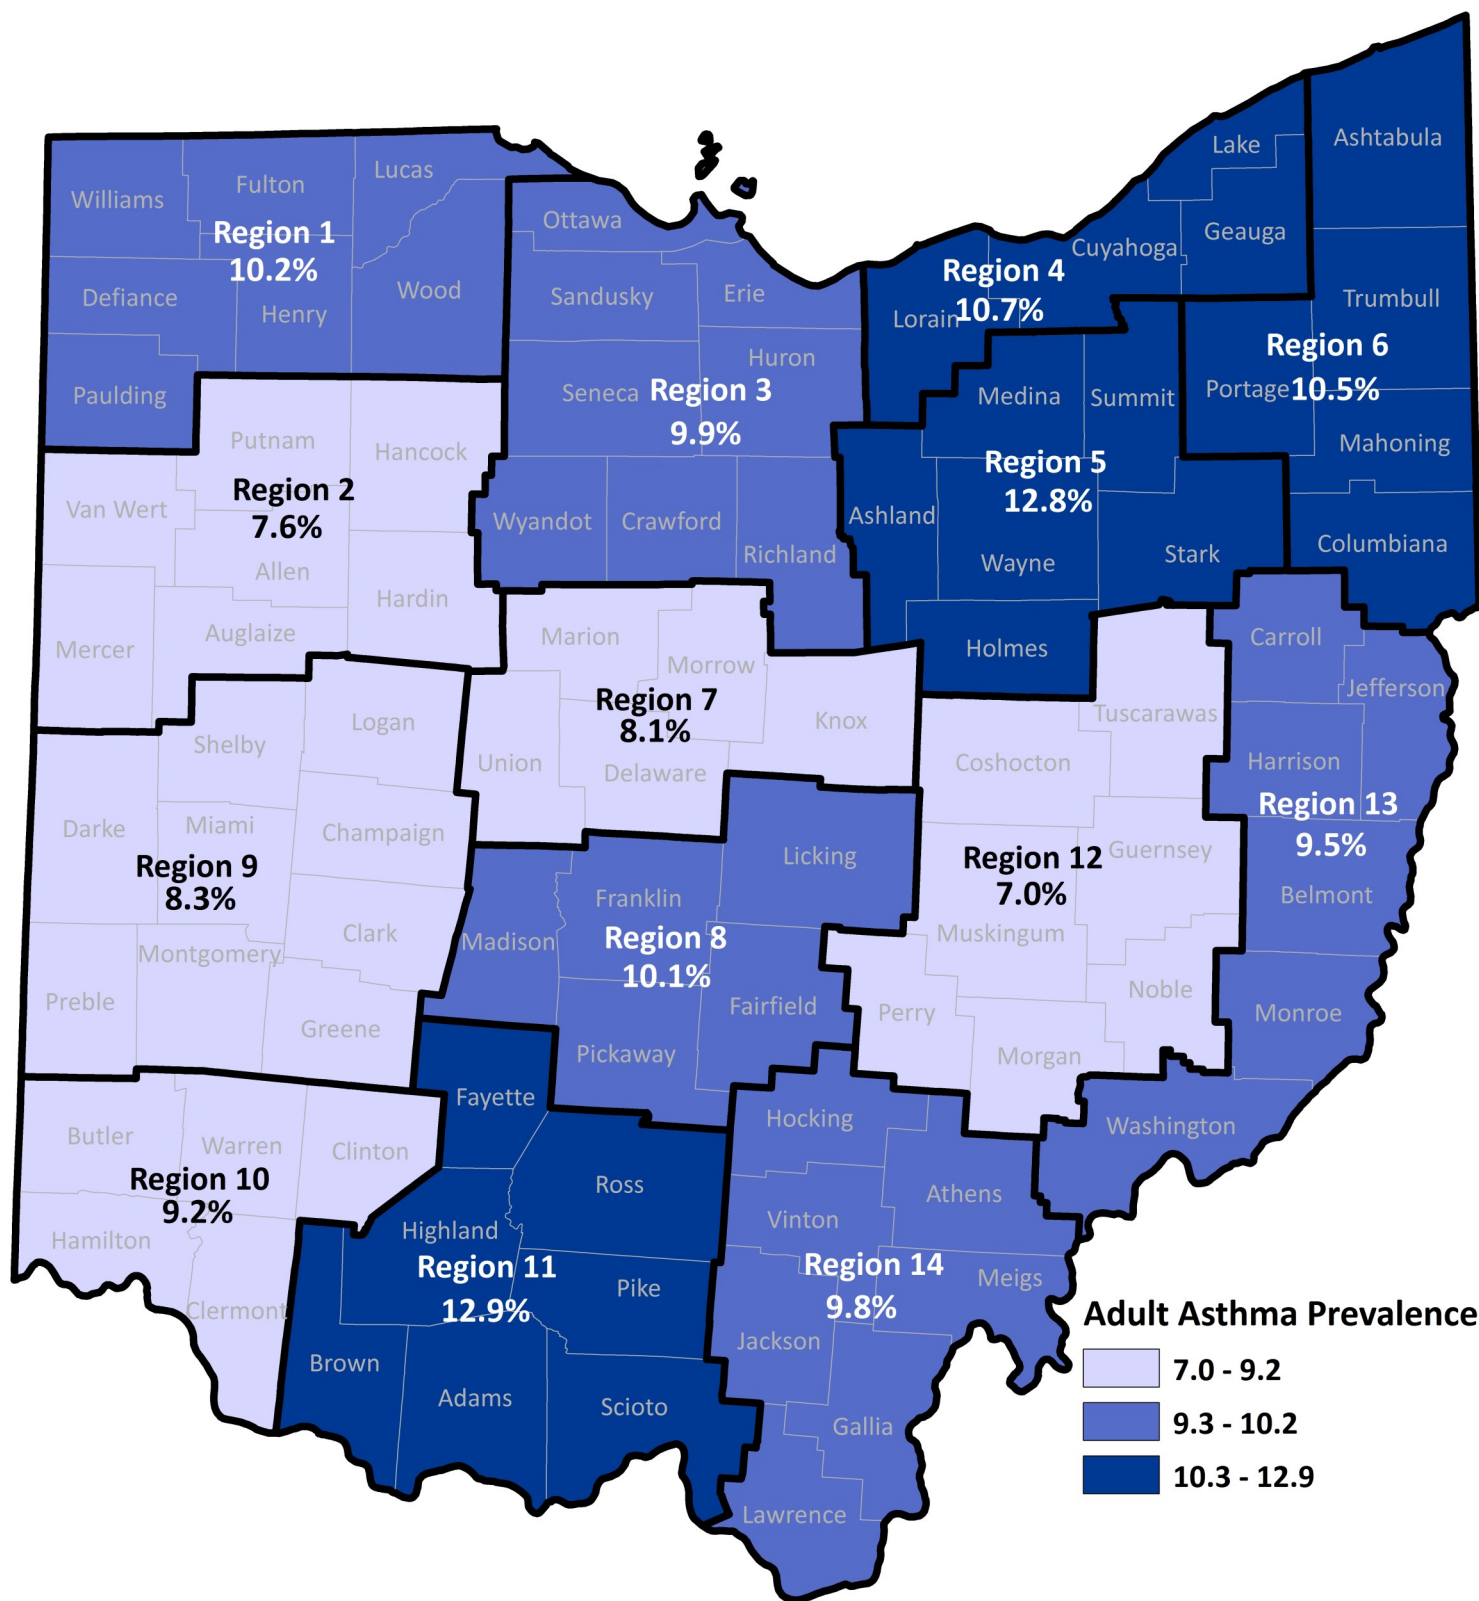 Lake
Ashtabula
Lucas
Fulton
Williams
Ottawa
Region 1
10.2%
Geauga
Cuyahoga
Region 4
10.7%
Lorain
Defiance
Henry
Wood
Sandusky
Erie
Trumbull
Region 6
10.5%
Portage
Huron
Seneca
Region 3
9.9%
Paulding
Medina
Summit
Mahoning
Putnam
Hancock
Region 2
7.6%
Van Wert
Region 5
12.8%
Ashland
Wyandot
Crawford
Richland
Wayne
Stark
Columbiana
Allen
Hardin
Auglaize
Mercer
Marion
Morrow
Holmes
Carroll
Jefferson
Region 7
8.1%
Knox
Logan
Shelby
Union
Delaware
Tuscarawas
Coshocton
Harrison
Region 13
9.5%
Darke
Miami
Champaign
Region 9
8.3%
Licking
Region 12
7.0%
Guernsey
Belmont
Franklin
Region 8
10.1%
Madison
Clark
Montgomery
Muskingum
Preble
Greene
Fairfield
Perry
Noble
Monroe
Pickaway
Morgan
Fayette
Hocking
Washington
Butler
Warren
Clinton
Region 10
9.2%
Ross
Athens
Vinton
Hamilton
Highland
Region 11
12.9%
Pike
Region 14
9.8%
Meigs
Clermont
Jackson
Brown
Adams
Scioto
Gallia
Lawrence
Adult Asthma Prevalence
7.0 - 9.2
9.3 - 10.2
10.3 - 12.9